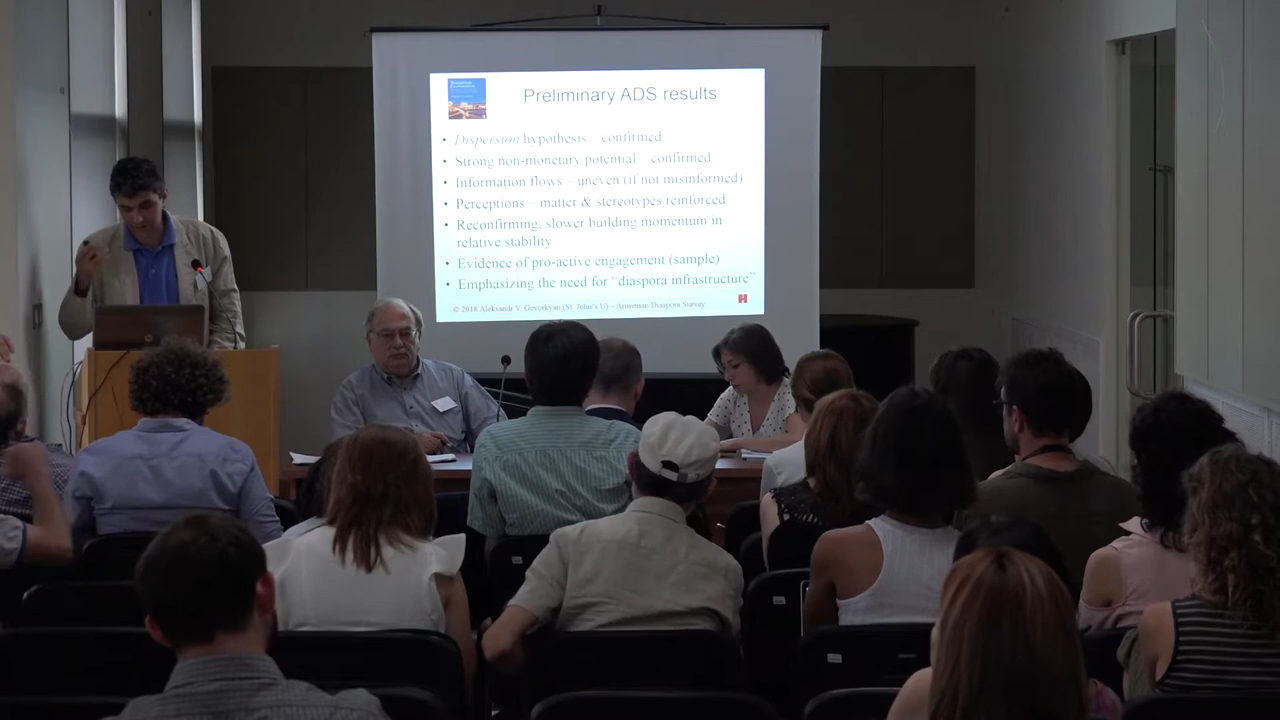 Preliminary ADS results
• Dispersion hypothesis – confirmed
• Strong non-monetary potential – confirmed
• Information flows – uneven (if not misinformed)
• Perceptions – matter & stereotypes reinforced
• Reconfirming, slower building momentum in
relative stability
• Evidence of pro-active engagement (sample)
• Emphasizing the need for “diaspora infrastructure”
© 2018 Aleksandr V. Gevorkyan (St. John's U) – Armenian Diaspora Survey